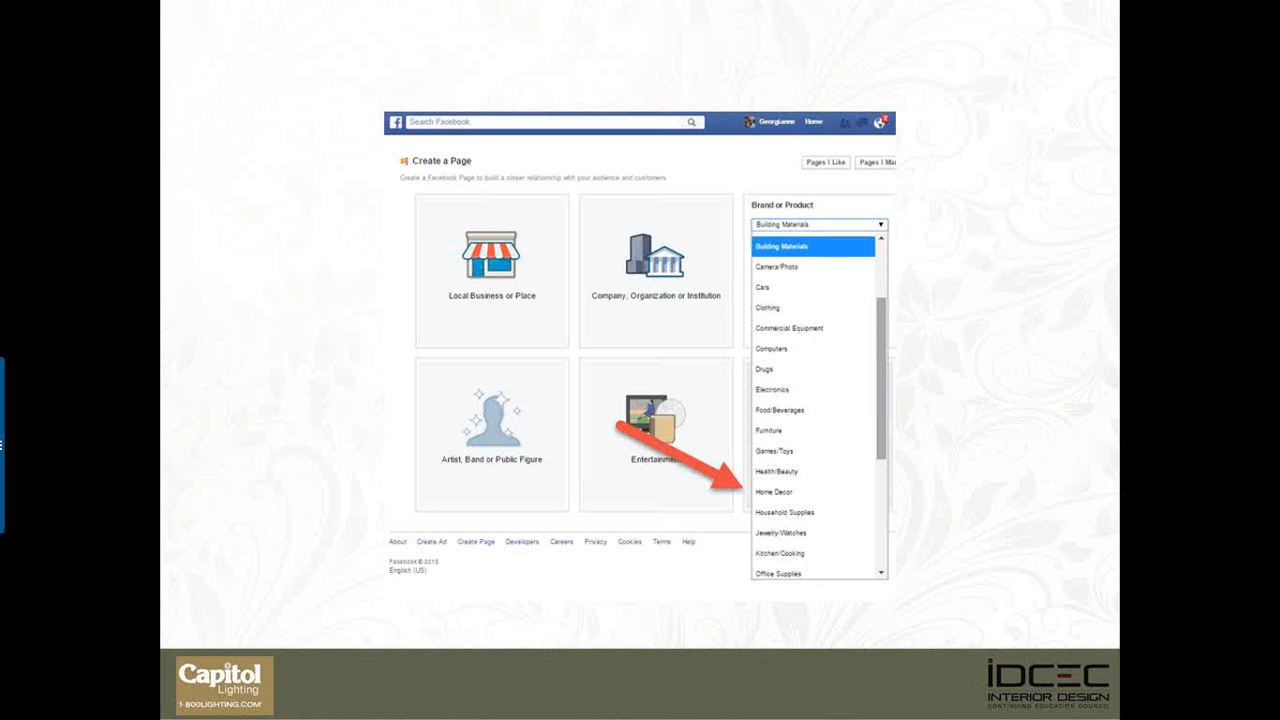 Search Facebook
Georgianne Home
2
Create a Page
Pages I Like
Pages I Ma
Create a Facebook Page to build a closer relationship with your audience and customers.
Local Business or Place
Company, Organization or Institution
Brand or Product
Building Materials
Building Materials
Camera/Photo
Cars
Clothing
Commercial Equipment
Computers
Drugs
Electronics
Food/Beverages
Furniture
Games/Toys
Health/Beauty
Home Decor
Household Supplies
Jewelry/Watches
Kitchen/Cooking
Office Supplies
Artist, Band or Public Figure
Entertainmen
About Create Ad Create Page Developers Careers Privacy Cookies Terms Help
Facebook © 2015
English (US)
Capitol
Lighting
1-800LIGHTING.COM
IDCEC
INTERIOR DESIGN
CONTINUING EDUCATION COUNCIL